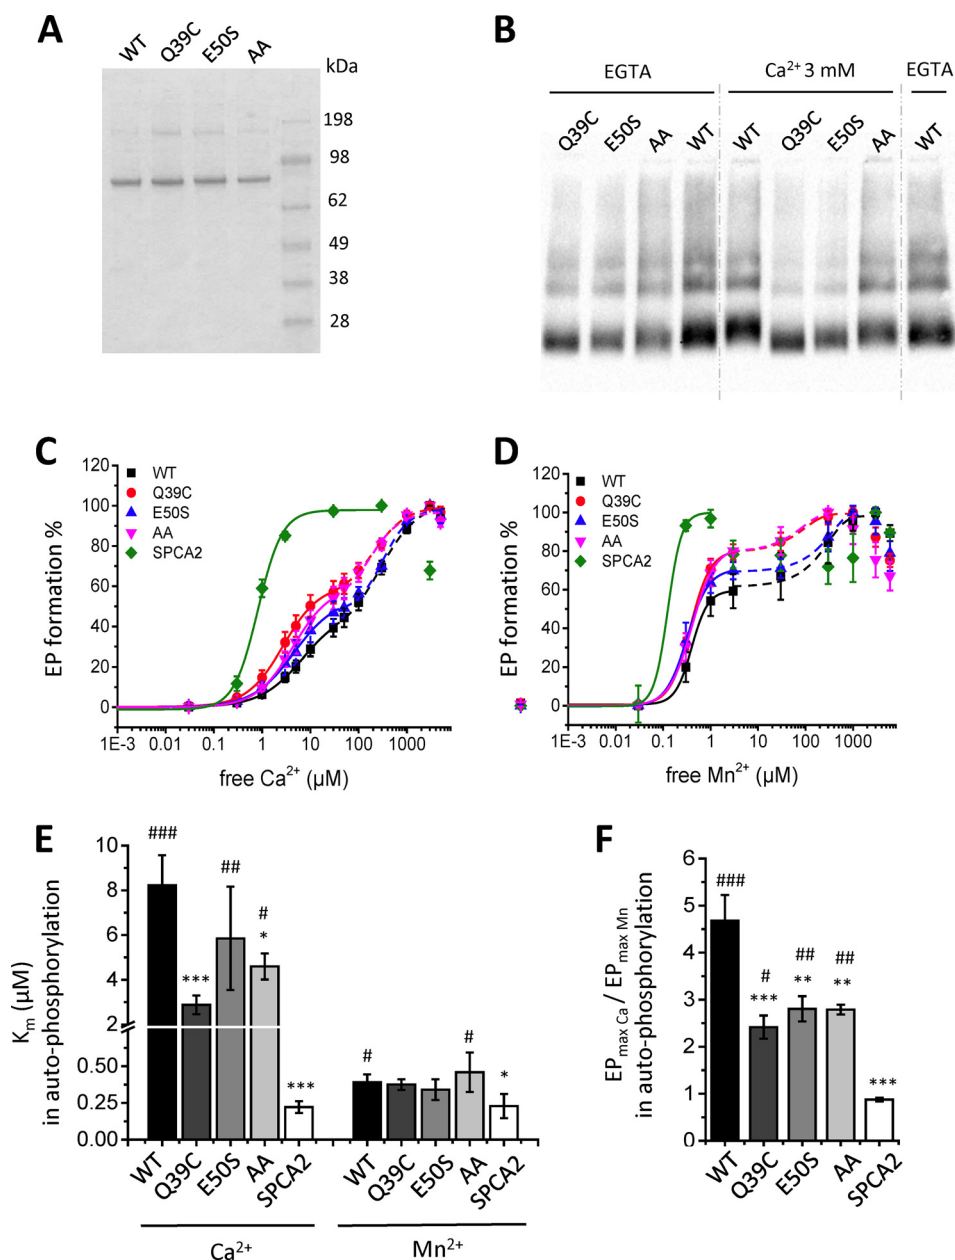 A
WT
Q39C
E50S
AA
kDa
198
98
62
49
38
28
B
EGTA
Ca²⁺ 3 mM
EGTA
Q39C
E50S
AA
WT
WT
Q39C
E50S
AA
WT
C
EP formation %
120
100
80
60
40
20
0
WT
Q39C
E50S
AA
SPCA2
1E-3
0.01
0.1
1
10
100
1000
free Ca²⁺ (µM)
D
EP formation %
120
100
80
60
40
20
0
WT
Q39C
E50S
AA
SPCA2
1E-3
0.01
0.1
1
10
100
1000
free Mn²⁺ (µM)
E
Kₘ (µM)
in auto-phosphorylation
10
8
6
4
2
0.50
0.25
0.00
###
***
##
#
*
***
#
#
*
WT
Q39C
E50S
AA
SPCA2
WT
Q39C
E50S
AA
SPCA2
Ca²⁺
Mn²⁺
F
EPmax Ca / EPmax Mn
in auto-phosphorylation
6
5
4
3
2
1
0
###
#
***
##
**
##
**
***
WT
Q39C
E50S
AA
SPCA2